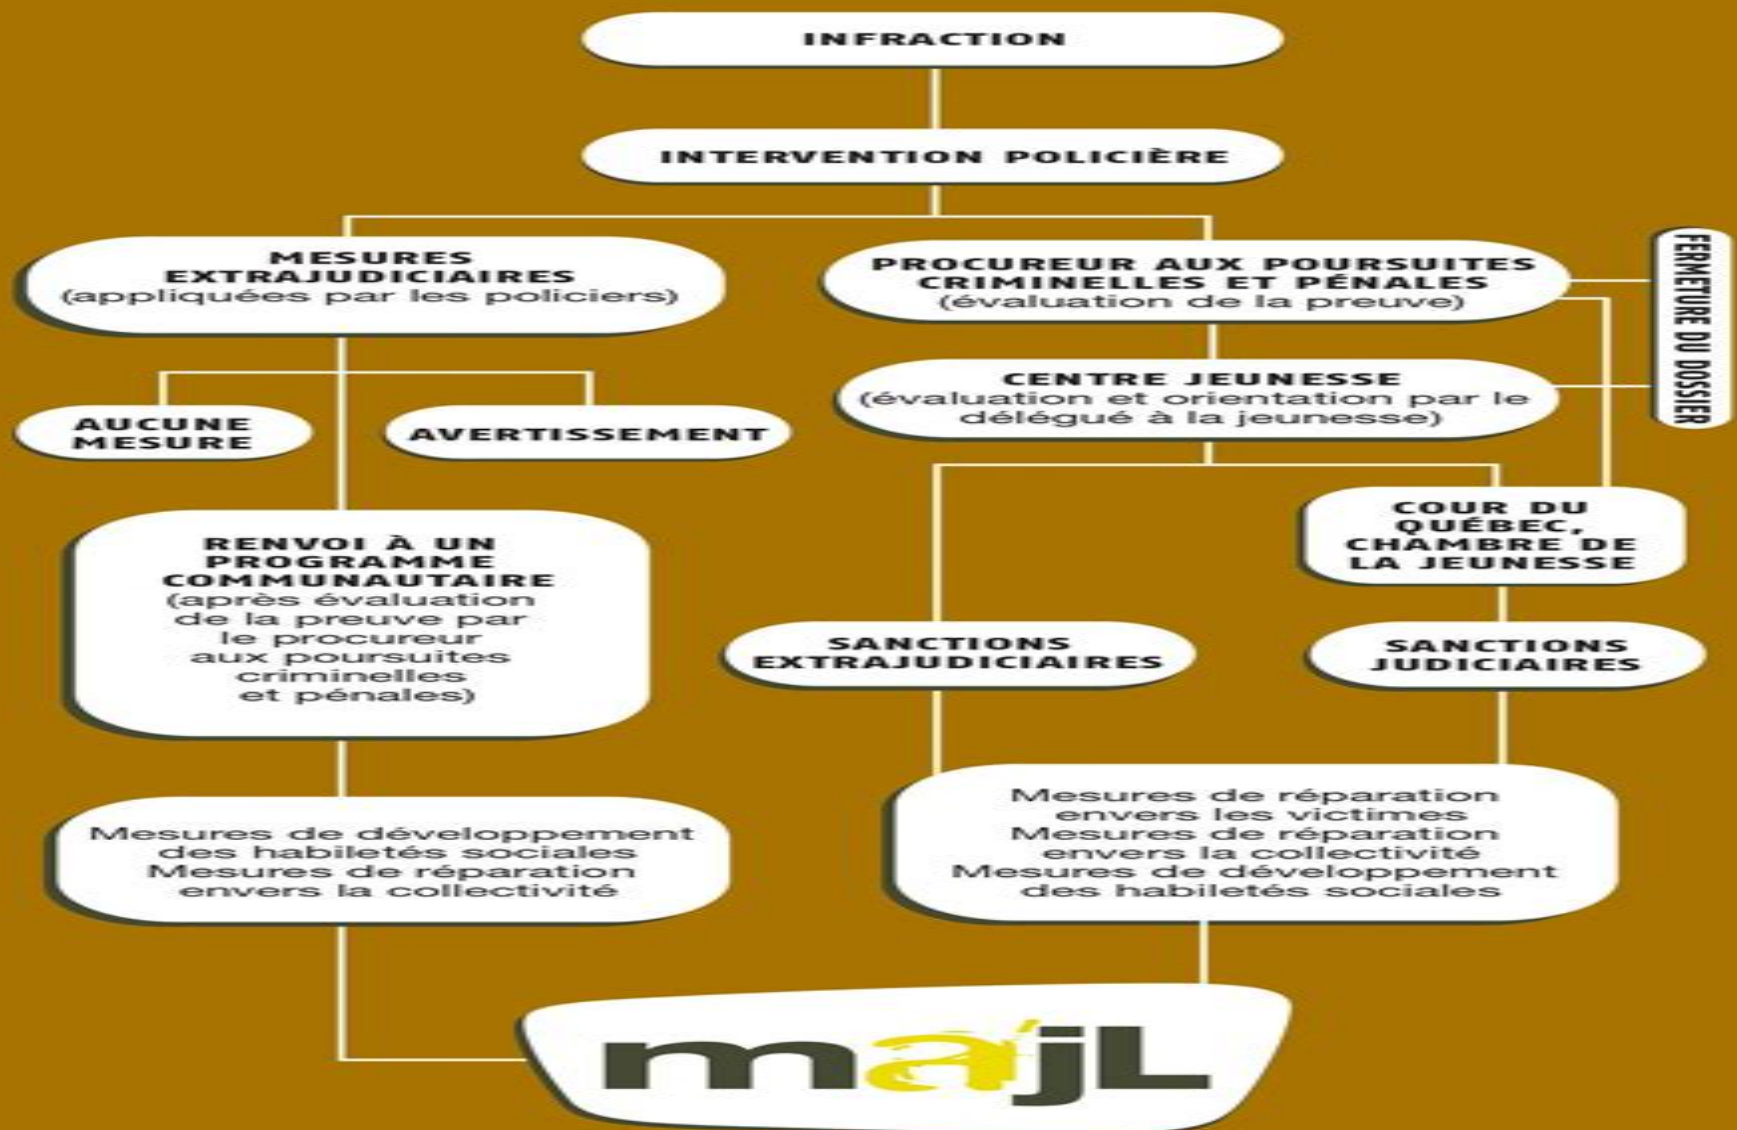 INFRACTION
INTERVENTION POLICIÈRE
MESURES
EXTRAJUDICIAIRES
(appliquées par les policiers)
PROCUREUR AUX POURSUITES
CRIMINELLES ET PÉNALES
(évaluation de la preuve)
FERMETURE DU DOSSIER
CENTRE JEUNESSE
(évaluation et orientation par le
délégué à la jeunesse)
AUCUNE
MESURE
AVERTISSEMENT
RENVOI À UN
PROGRAMME
COMMUNAUTAIRE
(après évaluation
de la preuve par
le procureur
aux poursuites
criminelles
et pénales)
COUR DU
QUÉBEC,
CHAMBRE DE
LA JEUNESSE
SANCTIONS
EXTRAJUDICIAIRES
SANCTIONS
JUDICIAIRES
Mesures de développement
des habiletés sociales
Mesures de réparation
envers la collectivité
Mesures de réparation
envers les victimes
Mesures de réparation
envers la collectivité
Mesures de développement
des habiletés sociales
majL